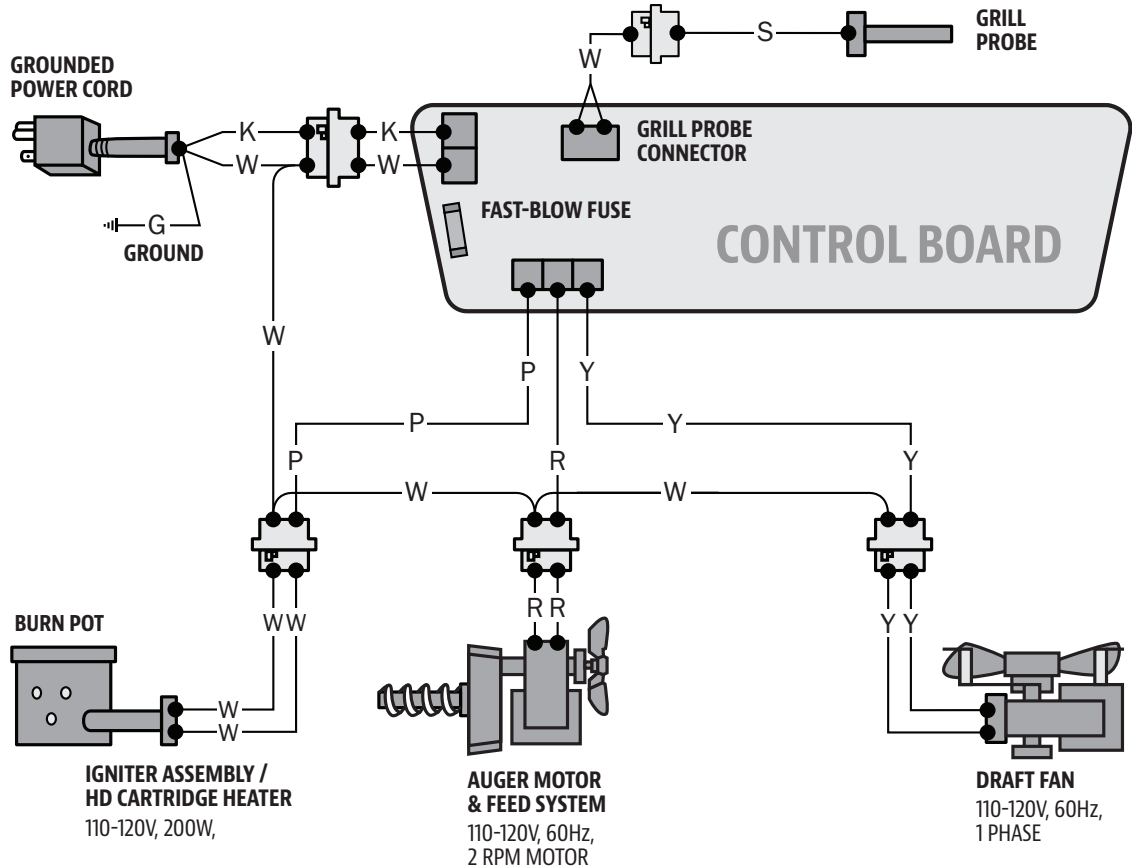 GRILL
PROBE
S
W
GROUNDED
POWER CORD
K
K
W
W
G
GROUND
GRILL PROBE
CONNECTOR
FAST-BLOW FUSE
CONTROL BOARD
W
P
Y
P
Y
P
R
Y
W
W
W W
R R
Y Y
BURN POT
W
W
IGNITER ASSEMBLY /
HD CARTRIDGE HEATER
110-120V, 200W,
AUGER MOTOR
& FEED SYSTEM
110-120V, 60Hz,
2 RPM MOTOR
DRAFT FAN
110-120V, 60Hz,
1 PHASE